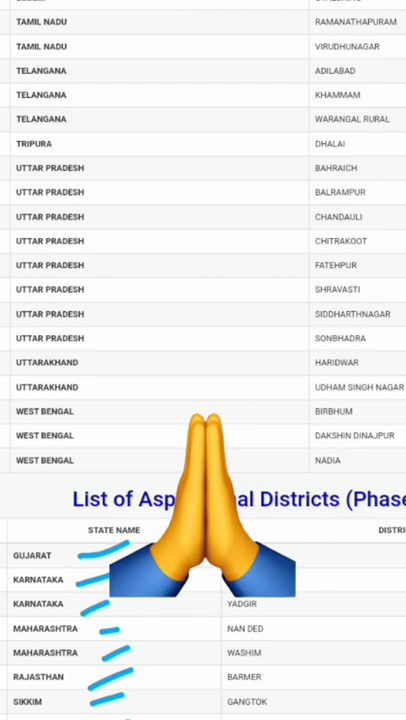 TAMIL NADU RAMANATHAPURAM
TAMIL NADU VIRUDHUNAGAR
TELANGANA ADILABAD
TELANGANA KHAMMAM
TELANGANA WARANGAL RURAL
TRIPURA DHALAI
UTTAR PRADESH BAHRAICH
UTTAR PRADESH BALRAMPUR
UTTAR PRADESH CHANDAULI
UTTAR PRADESH CHITRAKOOT
UTTAR PRADESH FATEHPUR
UTTAR PRADESH SHRAVASTI
UTTAR PRADESH SIDDHARTHNAGAR
UTTAR PRADESH SONBHADRA
UTTARAKHAND HARIDWAR
UTTARAKHAND UDHAM SINGH NAGAR
WEST BENGAL BIRBHUM
WEST BENGAL DAKSHIN DINAJPUR
WEST BENGAL NADIA
List of Asp al Districts (Phase
STATE NAME DISTRI
GUJARAT
KARNATAKA
KARNATAKA YADGIR
MAHARASHTRA NAN DED
MAHARASHTRA WASHIM
RAJASTHAN BARMER
SIKKIM GANGTOK